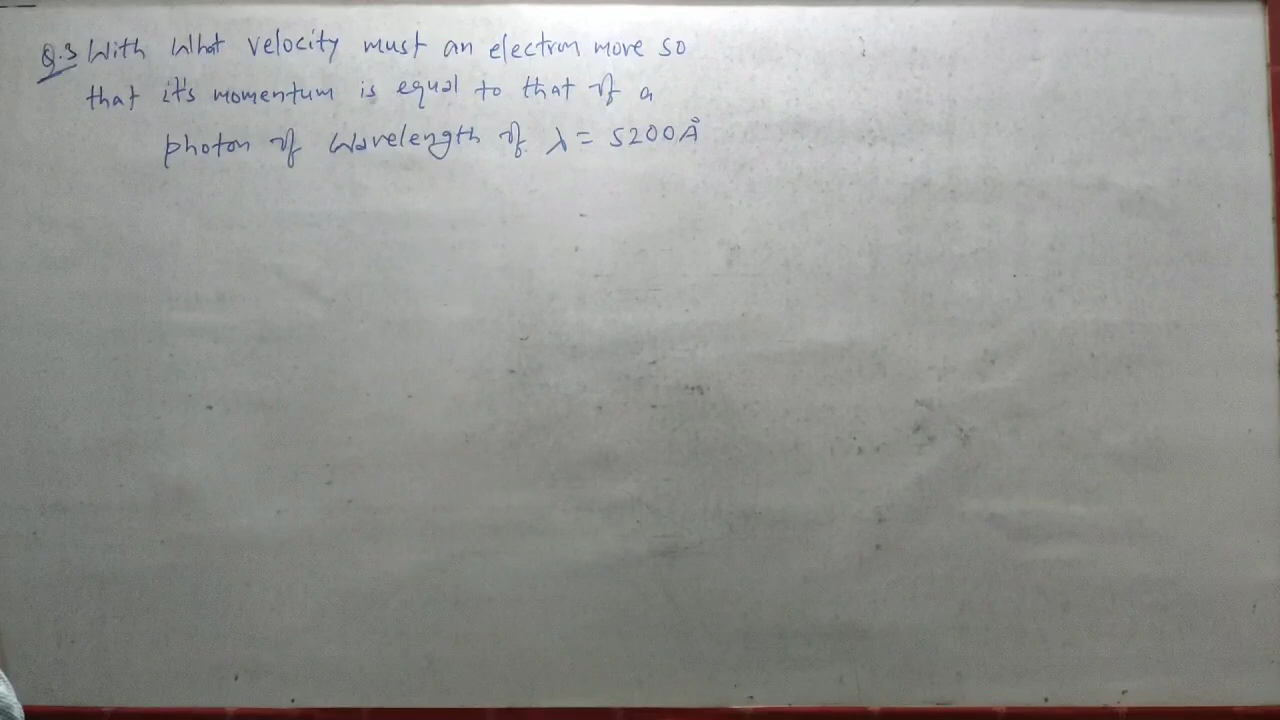 Q.3 With What velocity must an electron move so
that it's momentum is equal to that of a
photon of Wavelength of λ = 5200Å